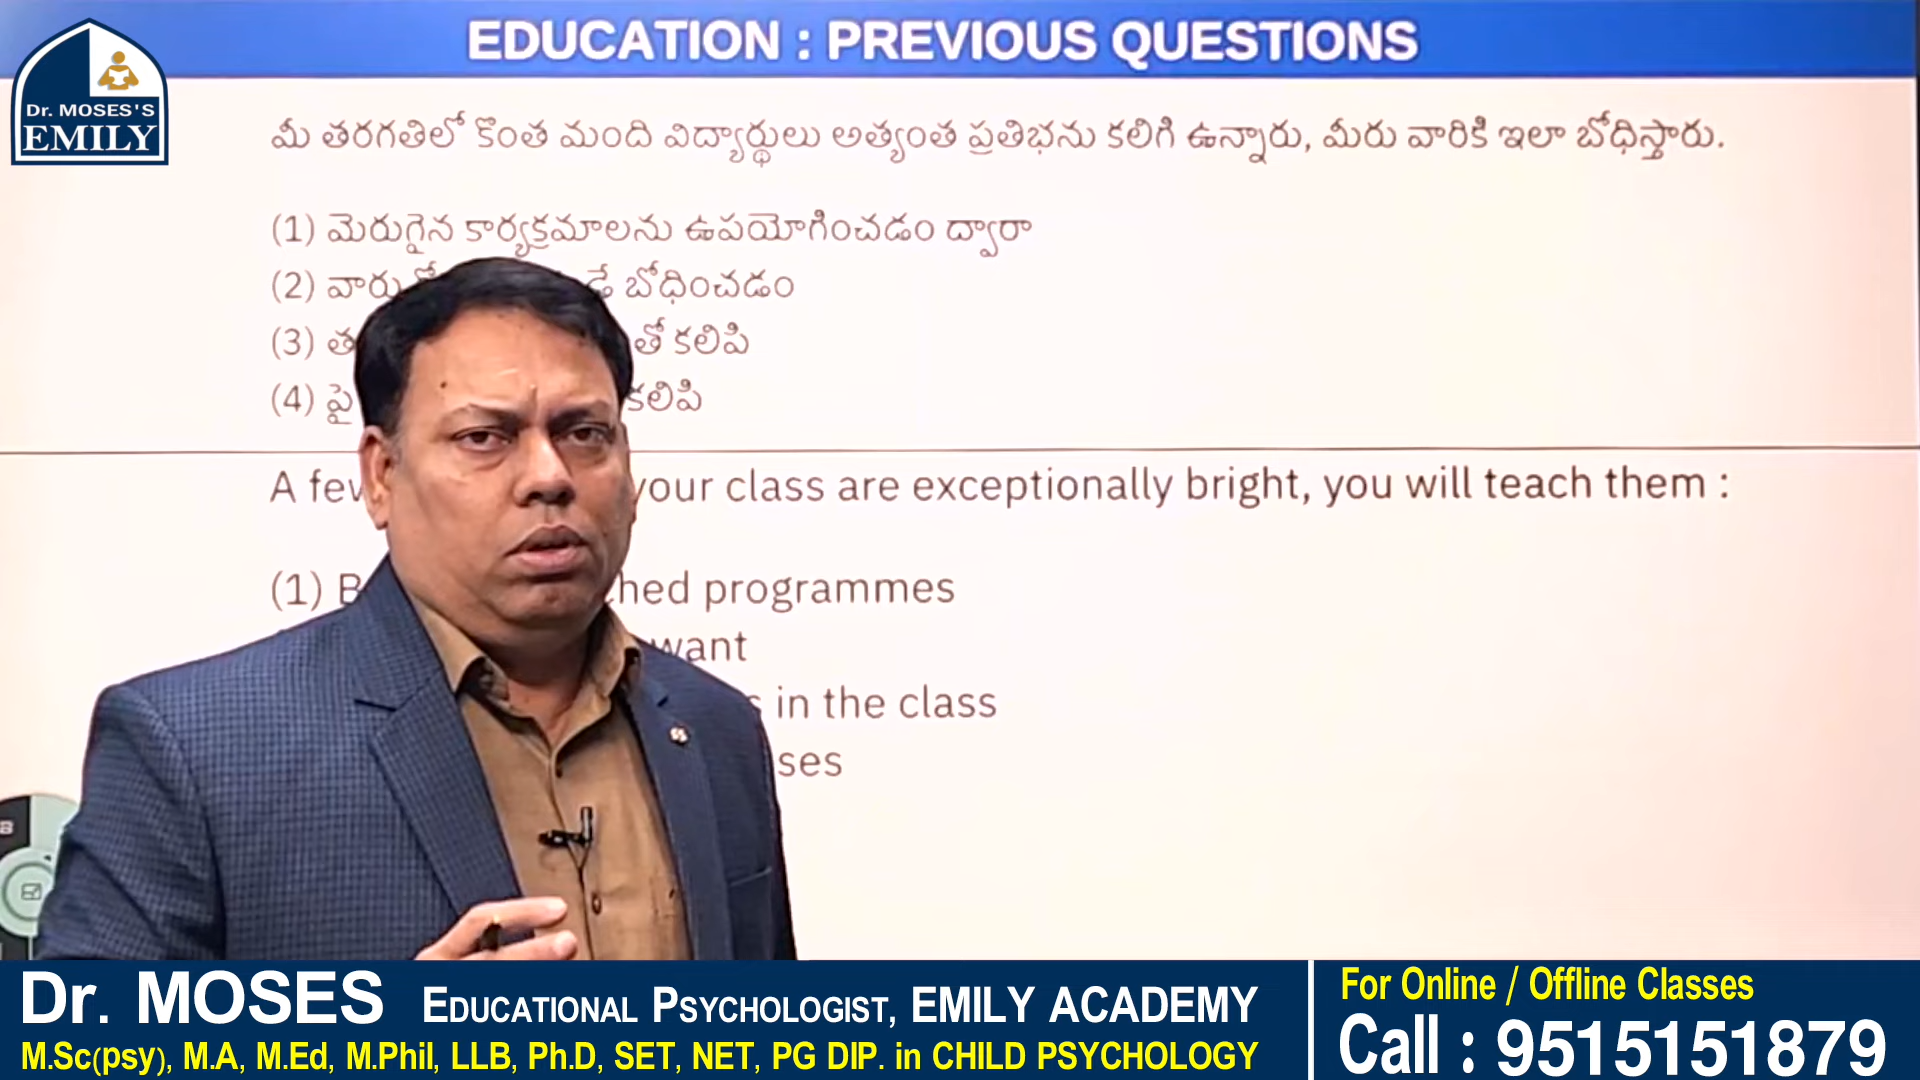 EDUCATION : PREVIOUS QUESTIONS
Dr. MOSES'S
EMILY
మీ తరగతిలో కొంత మంది విద్యార్థులు అత్యంత ప్రతిభను కలిగి ఉన్నారు, మీరు వారికి ఇలా బోధిస్తారు.
(1) మెరుగైన కార్యక్రమాలను ఉపయోగించడం ద్వారా
(2) బోధించడం
(3) కలిపి
(4) కలిపి
A your class are exceptionally bright, you will teach them :
(1) programmes
want
in the class
Dr. MOSES EDUCATIONAL PSYCHOLOGIST, EMILY ACADEMY
M.Sc(psy), M.A, M.Ed, M.Phil, LLB, Ph.D, SET, NET, PG DIP. in CHILD PSYCHOLOGY
For Online / Offline Classes
Call : 9515151879